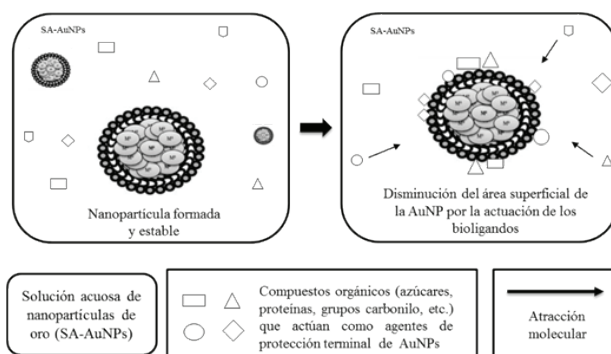 SA-AuNPs
Nanopartícula formada
y estable
SA-AuNPs
Disminución del área superficial de
la AuNP por la actuación de los
bioligandos
Solución acuosa de
nanopartículas de
oro (SA-AuNPs)
Compuestos orgánicos (azúcares,
proteínas, grupos carbonilo, etc.)
que actúan como agentes de
protección terminal de AuNPs
Atracción
molecular